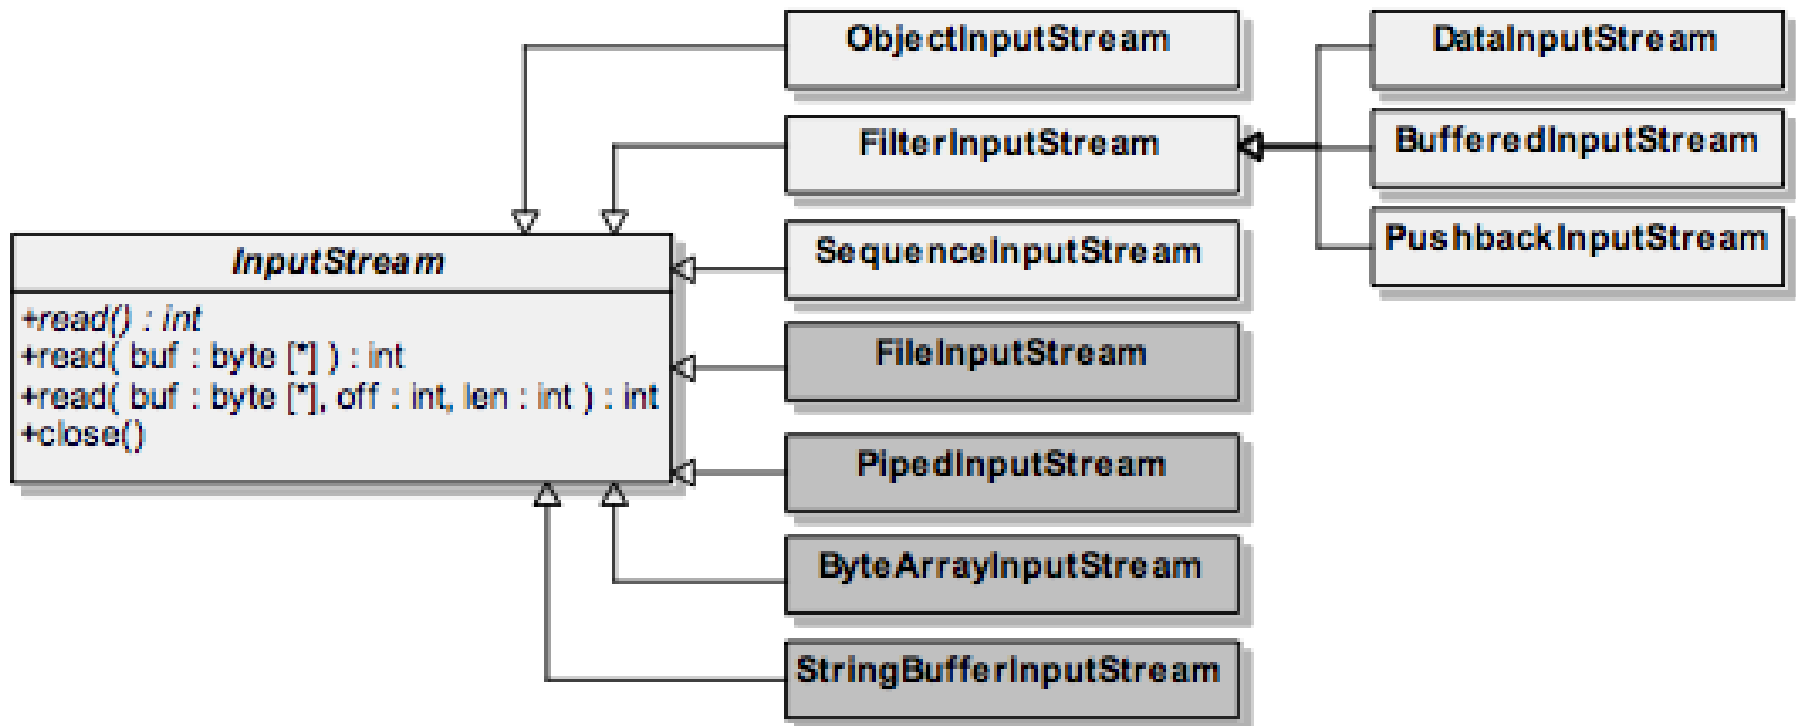 ObjectInputStream
DataInputStream
FilterInputStream
BufferedInputStream
PushbackInputStream
SequenceInputStream
InputStream
+read() : int
+read( buf : byte [*] ) : int
+read( buf : byte [*], off : int, len : int ) : int
+close()
FileInputStream
PipedInputStream
ByteArrayInputStream
StringBufferInputStream